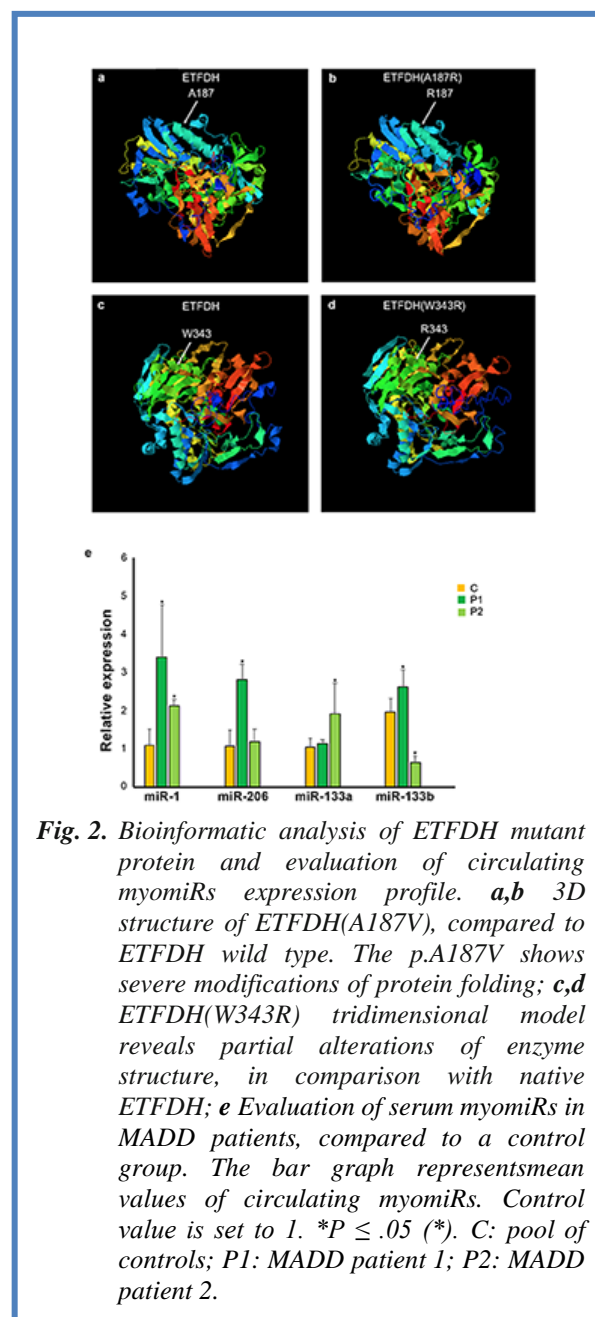 a
ETFDH
A187
b
ETFDH(A187R)
R187
c
ETFDH
W343
d
ETFDH(W343R)
R343
e
Relative expression
6
5
4
3
2
1
0
*
*
*
*
*
*
C
P1
P2
miR-1
miR-206
miR-133a
miR-133b
Fig. 2. Bioinformatic analysis of ETFDH mutant
protein and evaluation of circulating
myomiRs expression profile. a,b 3D
structure of ETFDH(A187V), compared to
ETFDH wild type. The p.A187V shows
severe modifications of protein folding; c,d
ETFDH(W343R) tridimensional model
reveals partial alterations of enzyme
structure, in comparison with native
ETFDH; e Evaluation of serum myomiRs in
MADD patients, compared to a control
group. The bar graph representsmean
values of circulating myomiRs. Control
value is set to 1. *P ≤ .05 (*). C: pool of
controls; P1: MADD patient 1; P2: MADD
patient 2.